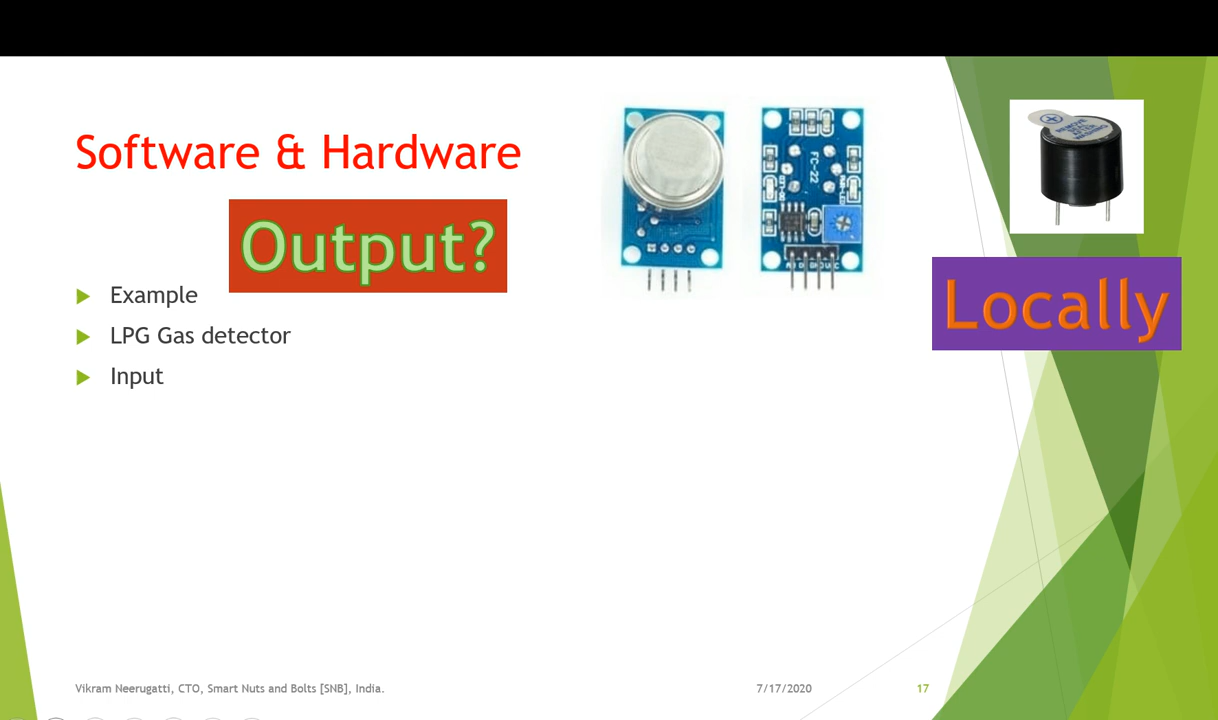 Software & Hardware
Output?
Example
LPG Gas detector
Input
FC-22
Locally
Vikram Neerugatti, CTO, Smart Nuts and Bolts [SNB], India.
7/17/2020
17